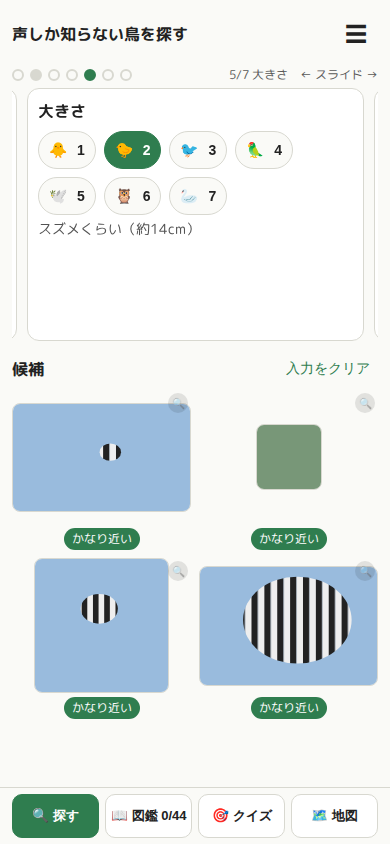 声しか知らない鳥を探す
5/7 大きさ ← スライド →
大きさ
1 2 3 4
5 6 7
スズメくらい（約14cm）
候補 入力をクリア
かなり近い かなり近い
かなり近い かなり近い
探す 図鑑 0/44 クイズ 地図